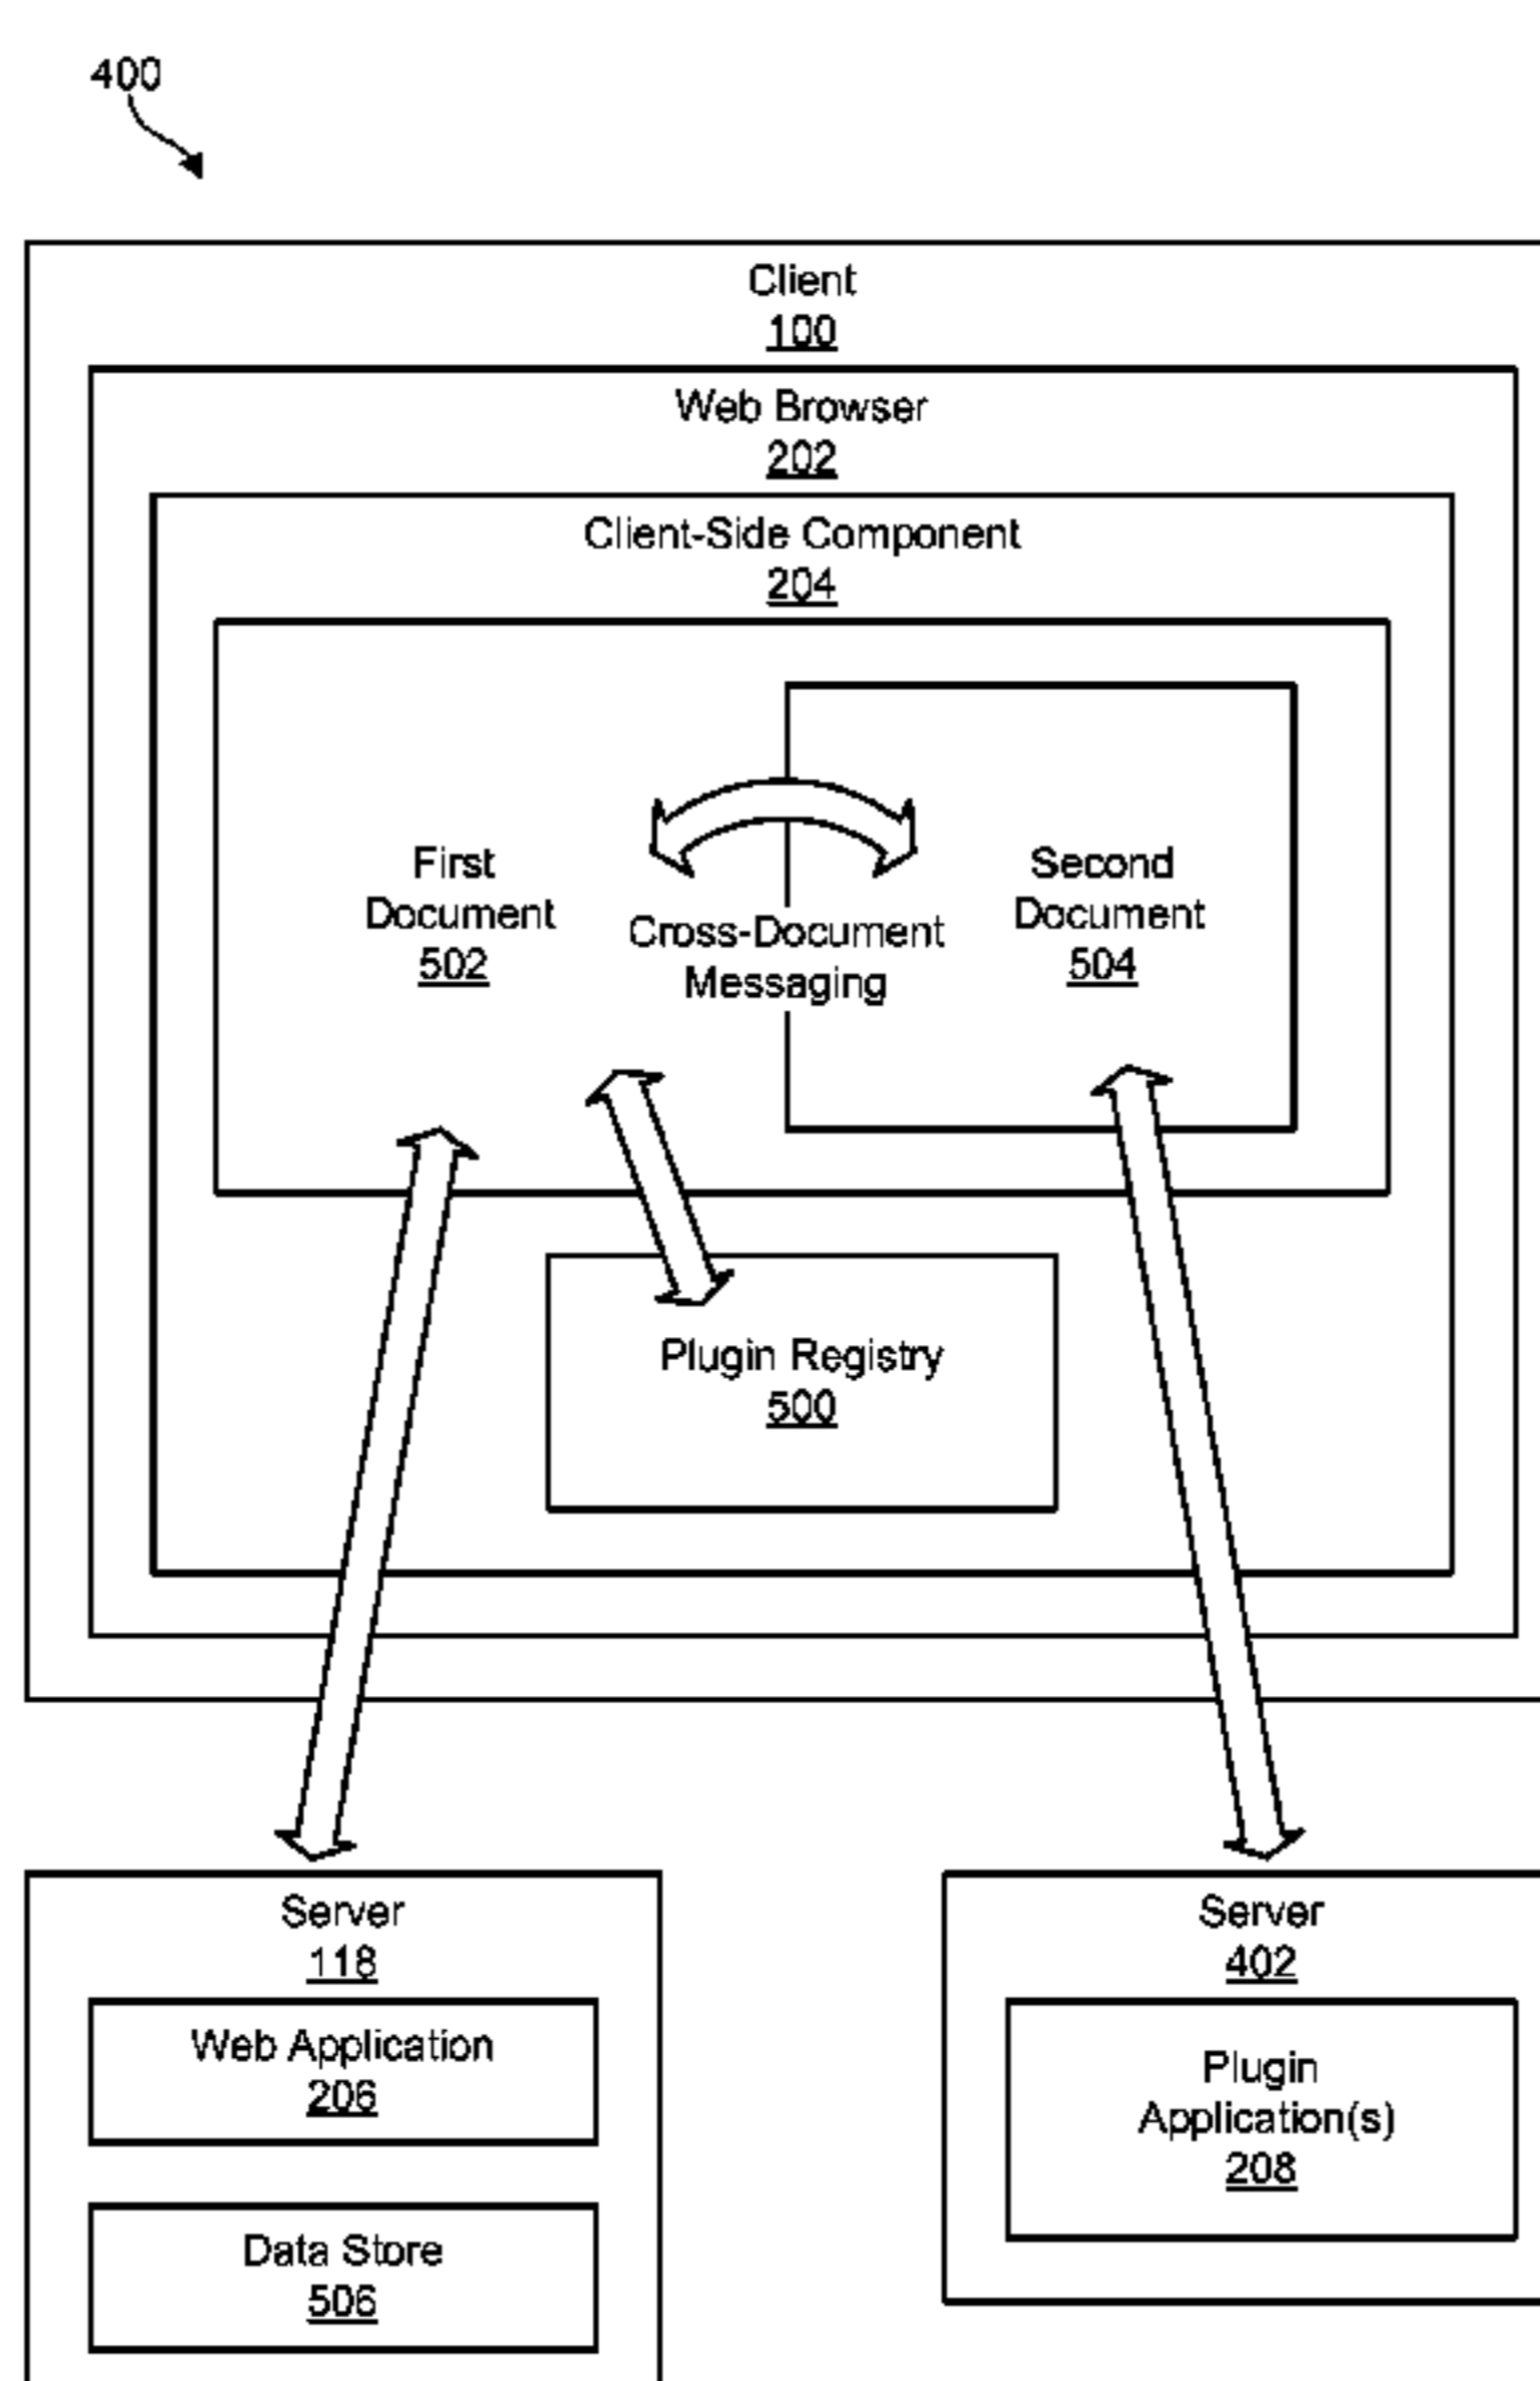 400
Client
100
Web Browser
202
Client-Side Component
204
First
Document
502
Cross-Document
Messaging
Second
Document
504
Plugin Registry
500
Server
118
Web Application
206
Data Store
506
Server
402
Plugin
Application(s)
208